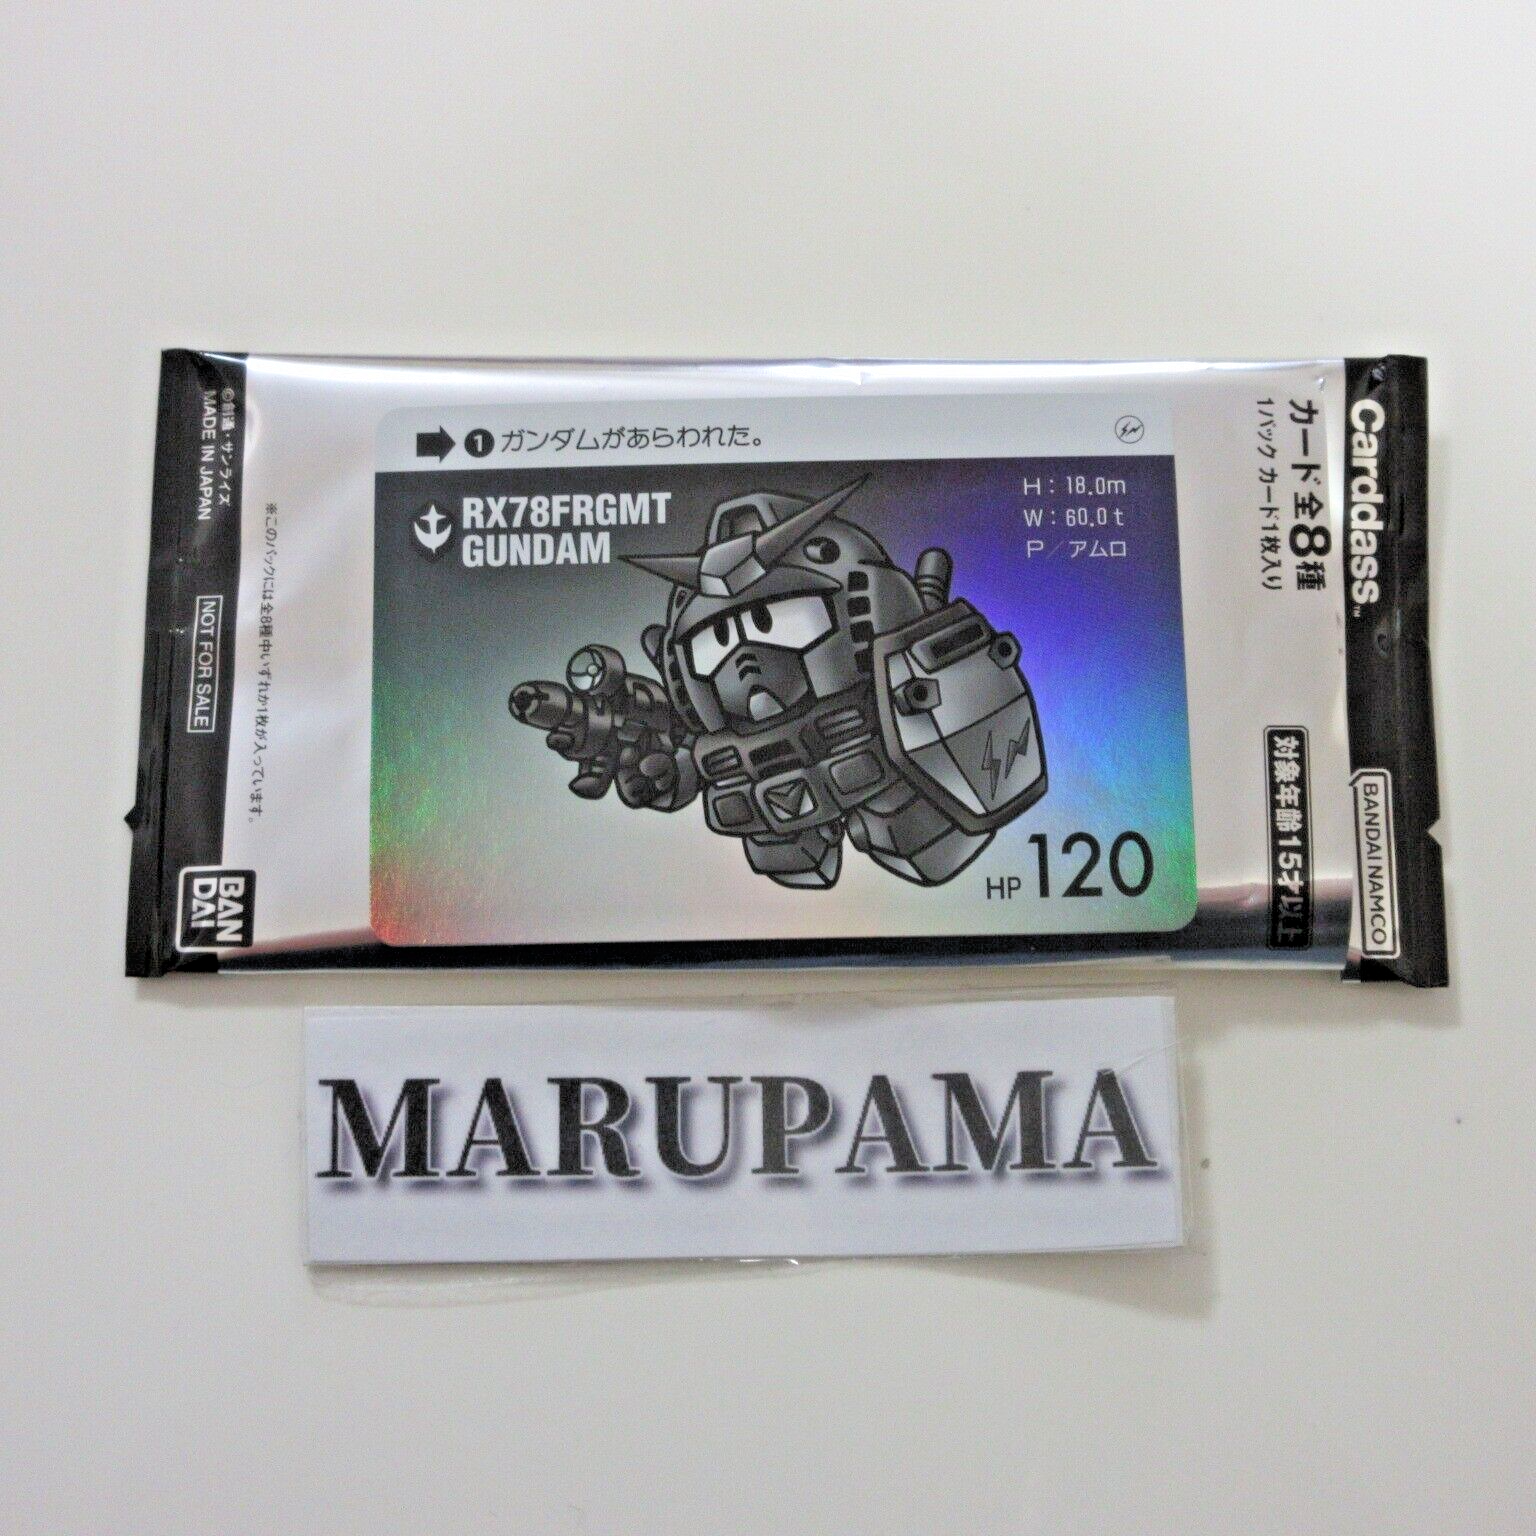 ❶ガンダムがあらわれた。
RX78FRGMT
GUNDAM
H:18.0m
W:60.0t
P/アムロ
HP 120
©創通・サンライズ
MADE IN JAPAN
※このパックには全8種中いずれか1枚が入っています。
NOT FOR SALE
BAN
DAI
Carddass™
カード全8種
1パック カード1枚入り
対象年齢15才以上
BANDAI NAMCO
MARUPAMA